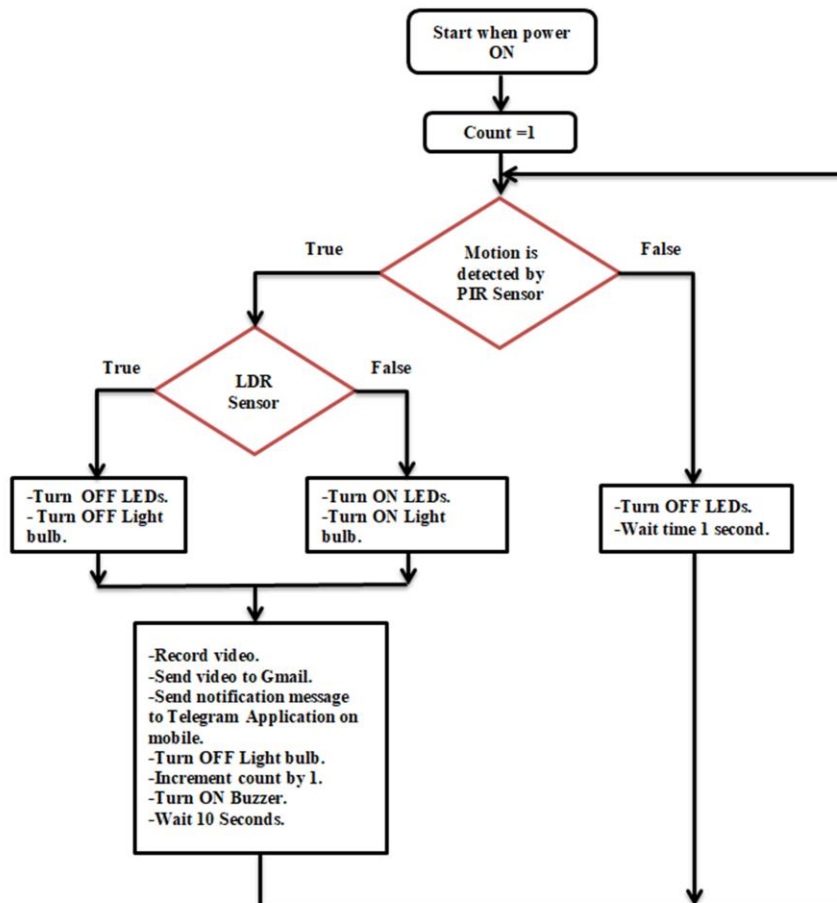 Start when power
ON
Count =1
True
False
Motion is
detected by
PIR Sensor
True
False
LDR
Sensor
-Turn OFF LEDs.
- Turn OFF Light
bulb.
-Turn ON LEDs.
-Turn ON Light
bulb.
-Turn OFF LEDs.
-Wait time 1 second.
-Record video.
-Send video to Gmail.
-Send notification message
to Telegram Application on
mobile.
-Turn OFF Light bulb.
-Increment count by 1.
-Turn ON Buzzer.
-Wait 10 Seconds.